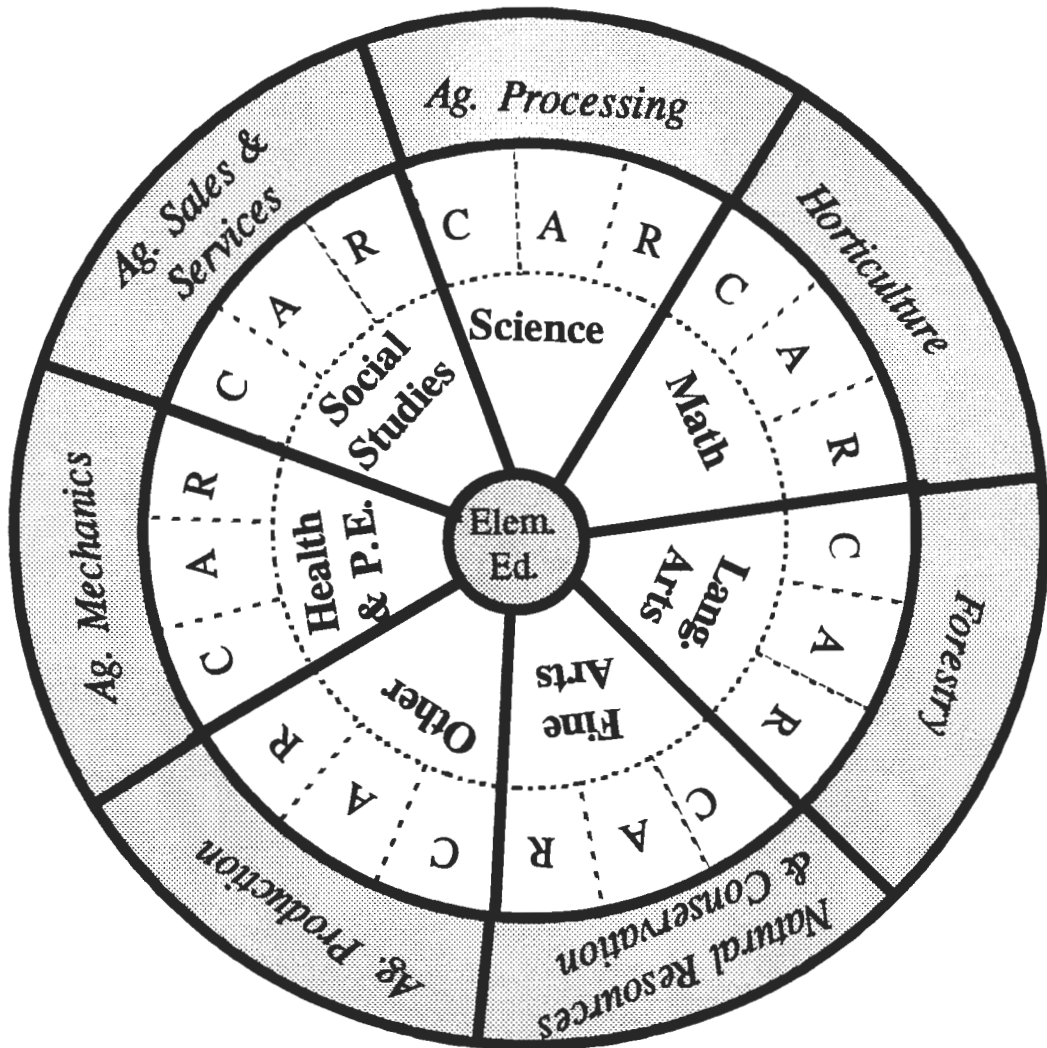 Ag. Processing
Horticulture
Forestry
Natural Resources
& Conservation
Ag. Production
Ag. Mechanics
Ag. Sales &
Services
C A R
C A R
C A R
C A R
C A R
C A R
C A R
C A R
Science
Math
Lang.
Arts
Fine
Arts
Other
Health
& P.E.
Social
Studies
Elem.
Ed.